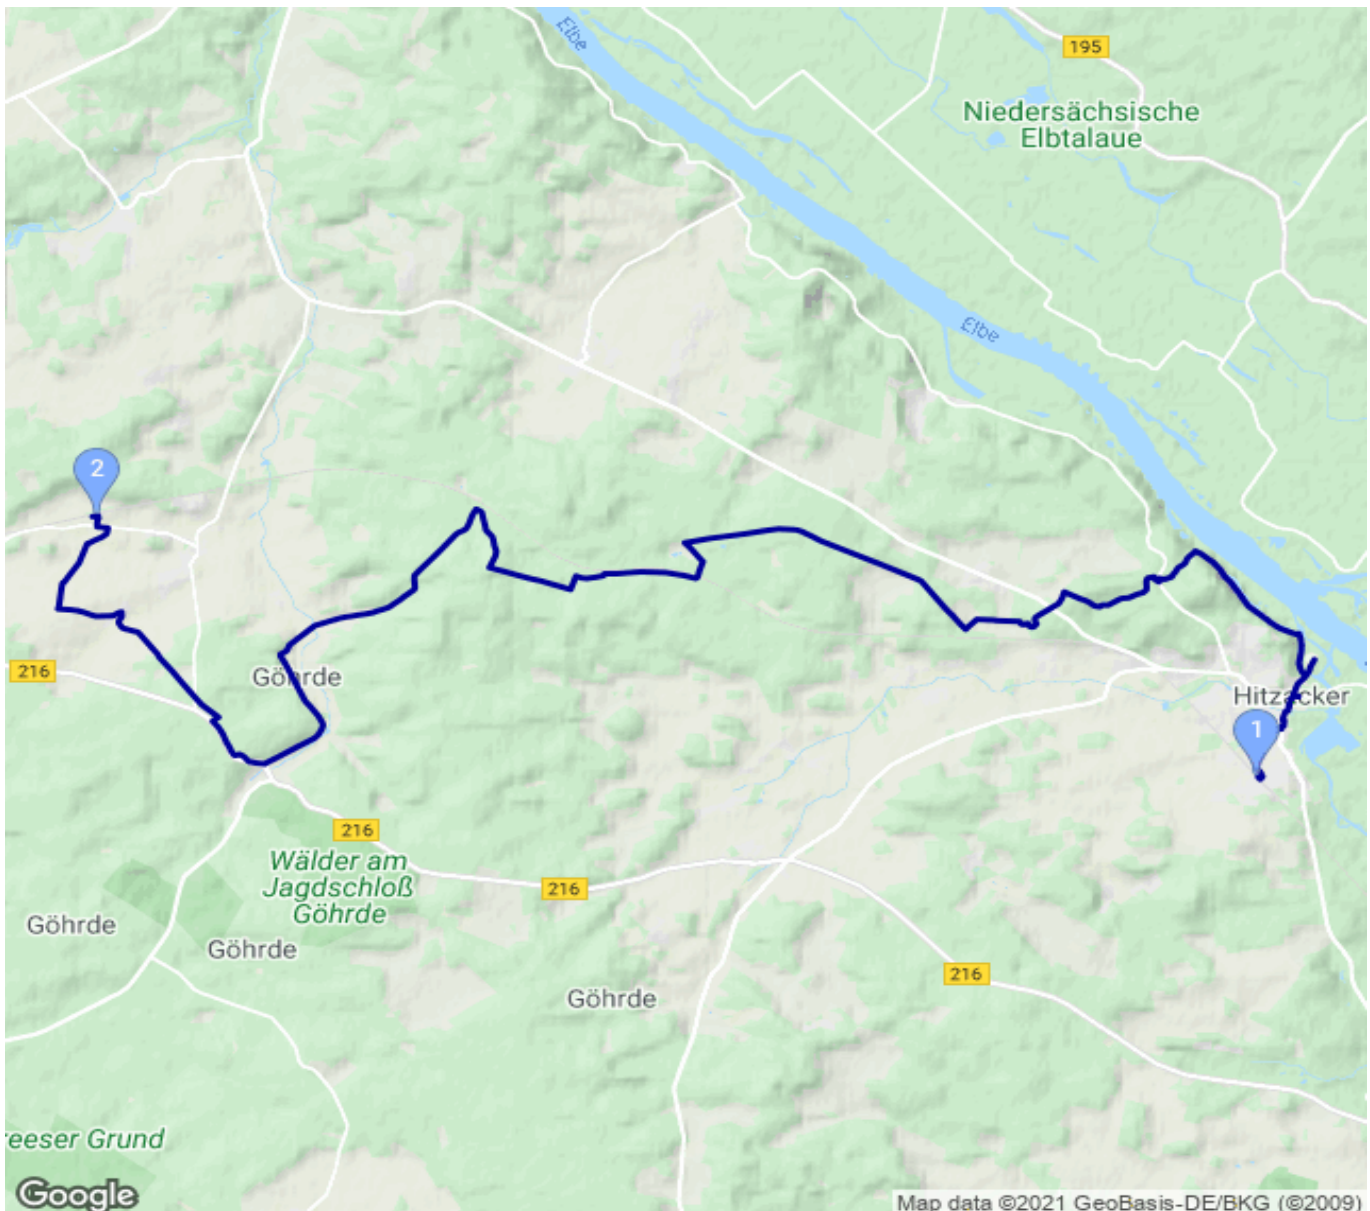 Elbe
195
Niedersächsische
Elbtalaue
Elbe
2
216
Göhrde
Hitzacker
1
216
Wälder am
Jagdschloß
Göhrde
216
Göhrde
Göhrde
216
Göhrde
reeser Grund
Google
Map data ©2021 GeoBasis-DE/BKG (©2009)